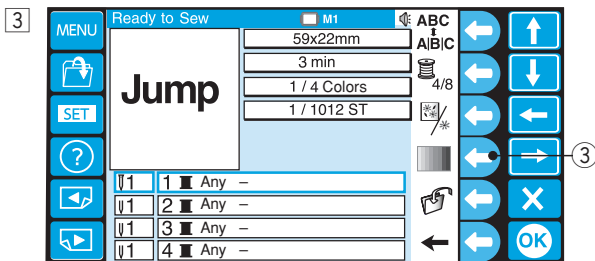 3
MENU
SET
?
Ready to Sew
M1
59x22mm
3 min
1 / 4 Colors
1 / 1012 ST
Jump
1 1 Any –
1 2 Any –
1 3 Any –
1 4 Any –
ABC
A|B|C
4/8
X
OK
3